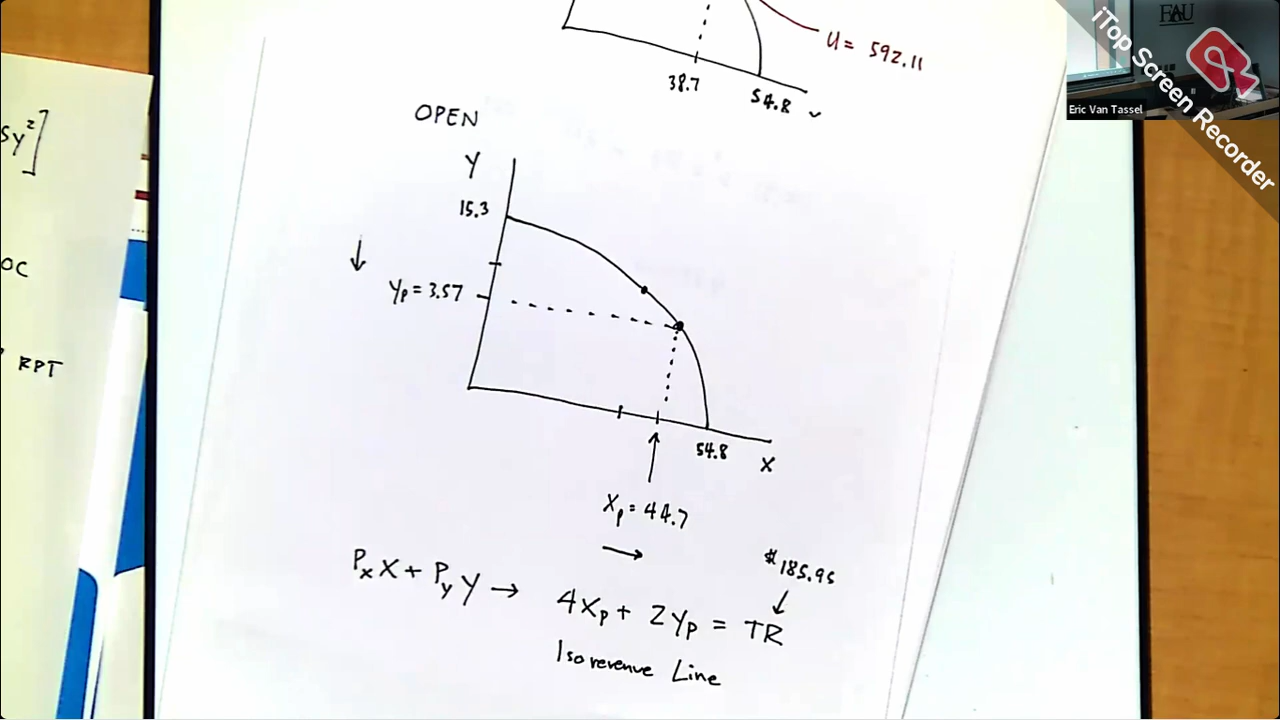 U = 592.11
38.7
54.8
OPEN
Y
15.3
Yp = 3.57
54.8
X
Xp = 44.7
$185.95
PxX + PyY → 4Xp + 2Yp = TR
Isorevenue Line
Sy²]
OC
RPT
FAU
Eric Van Tassel
iTop Screen Recorder